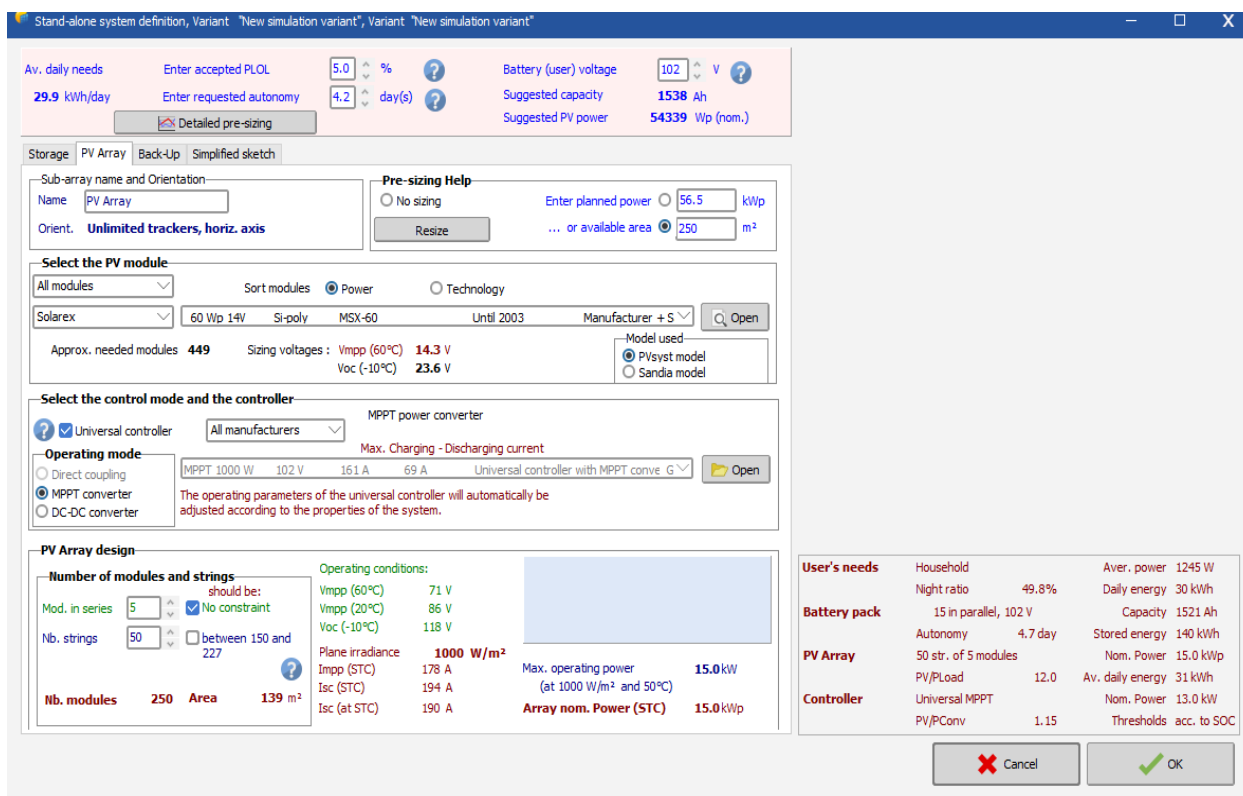 Stand-alone system definition, Variant "New simulation variant", Variant "New simulation variant"
Av. daily needs Enter accepted PLOL 5.0 % ? Battery (user) voltage 102 V ?
29.9 kWh/day Enter requested autonomy 4.2 day(s) ? Suggested capacity 1538 Ah
Detailed pre-sizing Suggested PV power 54339 Wp (nom.)
Storage PV Array Back-Up Simplified sketch
Sub-array name and Orientation
Name PV Array
Orient. Unlimited trackers, horiz. axis
Pre-sizing Help
No sizing Enter planned power 56.5 kWp
Resize ... or available area 250 m²
Select the PV module
All modules Sort modules Power Technology
Solarex 60 Wp 14V Si-poly MSX-60 Until 2003 Manufacturer + S Open
Approx. needed modules 449 Sizing voltages : Vmpp (60°C) 14.3 V
Voc (-10°C) 23.6 V
Model used
PVsyst model
Sandia model
Select the control mode and the controller
? Universal controller All manufacturers MPPT power converter
Max. Charging - Discharging current
Operating mode
Direct coupling
MPPT converter
DC-DC converter
MPPT 1000 W 102 V 161 A 69 A Universal controller with MPPT conve G Open
The operating parameters of the universal controller will automatically be
adjusted according to the properties of the system.
PV Array design
Number of modules and strings
should be:
Mod. in series 5 No constraint
Nb. strings 50 between 150 and
227
?
Nb. modules 250 Area 139 m²
Operating conditions:
Vmpp (60°C) 71 V
Vmpp (20°C) 86 V
Voc (-10°C) 118 V
Plane irradiance 1000 W/m²
Impp (STC) 178 A
Isc (STC) 194 A
Isc (at STC) 190 A
Max. operating power 15.0 kW
(at 1000 W/m² and 50°C)
Array nom. Power (STC) 15.0 kWp
User's needs Household Aver. power 1245 W
Night ratio 49.8% Daily energy 30 kWh
Battery pack 15 in parallel, 102 V Capacity 1521 Ah
Autonomy 4.7 day Stored energy 140 kWh
PV Array 50 str. of 5 modules Nom. Power 15.0 kWp
PV/PLoad 12.0 Av. daily energy 31 kWh
Controller Universal MPPT Nom. Power 13.0 kW
PV/PConv 1.15 Thresholds acc. to SOC
Cancel OK